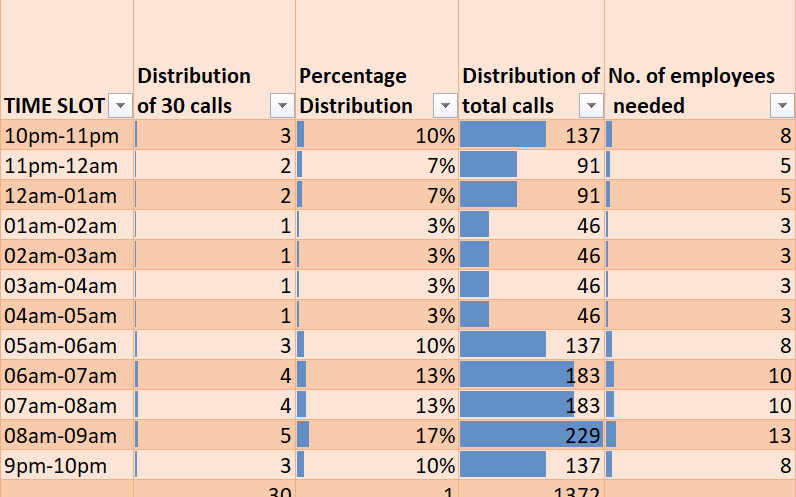 TIME SLOT Distribution of 30 calls Percentage Distribution Distribution of total calls No. of employees needed
10pm-11pm 3 10% 137 8
11pm-12am 2 7% 91 5
12am-01am 2 7% 91 5
01am-02am 1 3% 46 3
02am-03am 1 3% 46 3
03am-04am 1 3% 46 3
04am-05am 1 3% 46 3
05am-06am 3 10% 137 8
06am-07am 4 13% 183 10
07am-08am 4 13% 183 10
08am-09am 5 17% 229 13
9pm-10pm 3 10% 137 8
30 1 1372